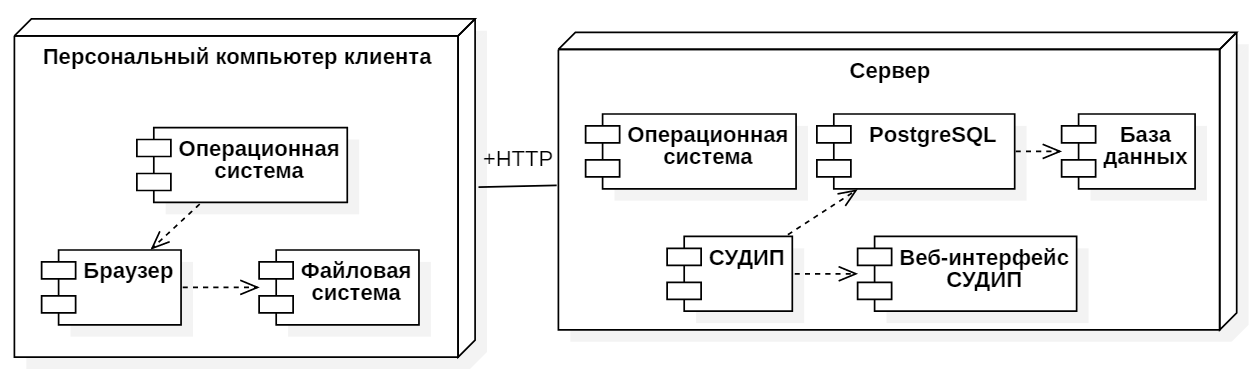 Персональный компьютер клиента
Операционная
система
Браузер
Файловая
система
+HTTP
Сервер
Операционная
система
PostgreSQL
База
данных
СУДИП
Веб-интерфейс
СУДИП